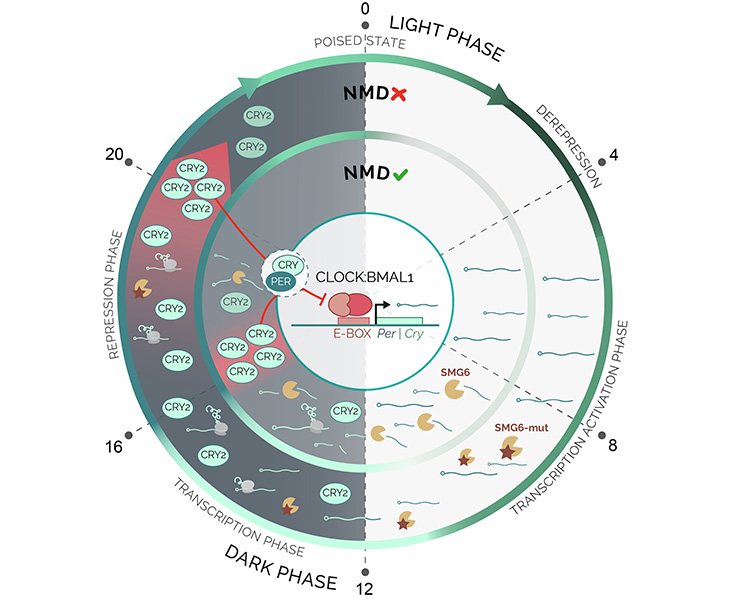 0
LIGHT PHASE
POISED STATE
NMD
DEREPRESSION
4
NMD
CRY2
CRY2
20
CRY2
CRY2
CRY2
CRY2
CRY2
REPRESSION PHASE
CRY
PER
CLOCK:BMAL1
E-BOX Per | Cry
CRY2
CRY2
CRY2
CRY2
CRY2
CRY2
SMG6
TRANSCRIPTION ACTIVATION PHASE
CRY2
CRY2
SMG6-mut
16
8
CRY2
CRY2
TRANSCRIPTION PHASE
DARK PHASE
12